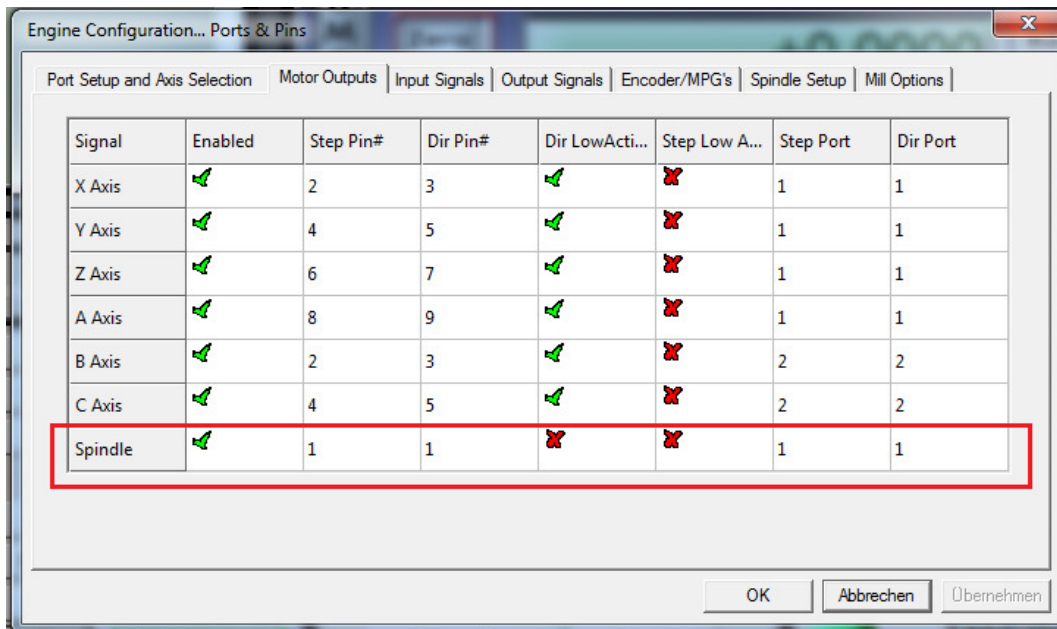 Engine Configuration... Ports & Pins
Port Setup and Axis Selection Motor Outputs Input Signals Output Signals Encoder/MPG's Spindle Setup Mill Options
Signal Enabled Step Pin# Dir Pin# Dir LowActi... Step Low A... Step Port Dir Port
X Axis 2 3 1 1
Y Axis 4 5 1 1
Z Axis 6 7 1 1
A Axis 8 9 1 1
B Axis 2 3 2 2
C Axis 4 5 2 2
Spindle 1 1 1 1
OK Abbrechen Übernehmen